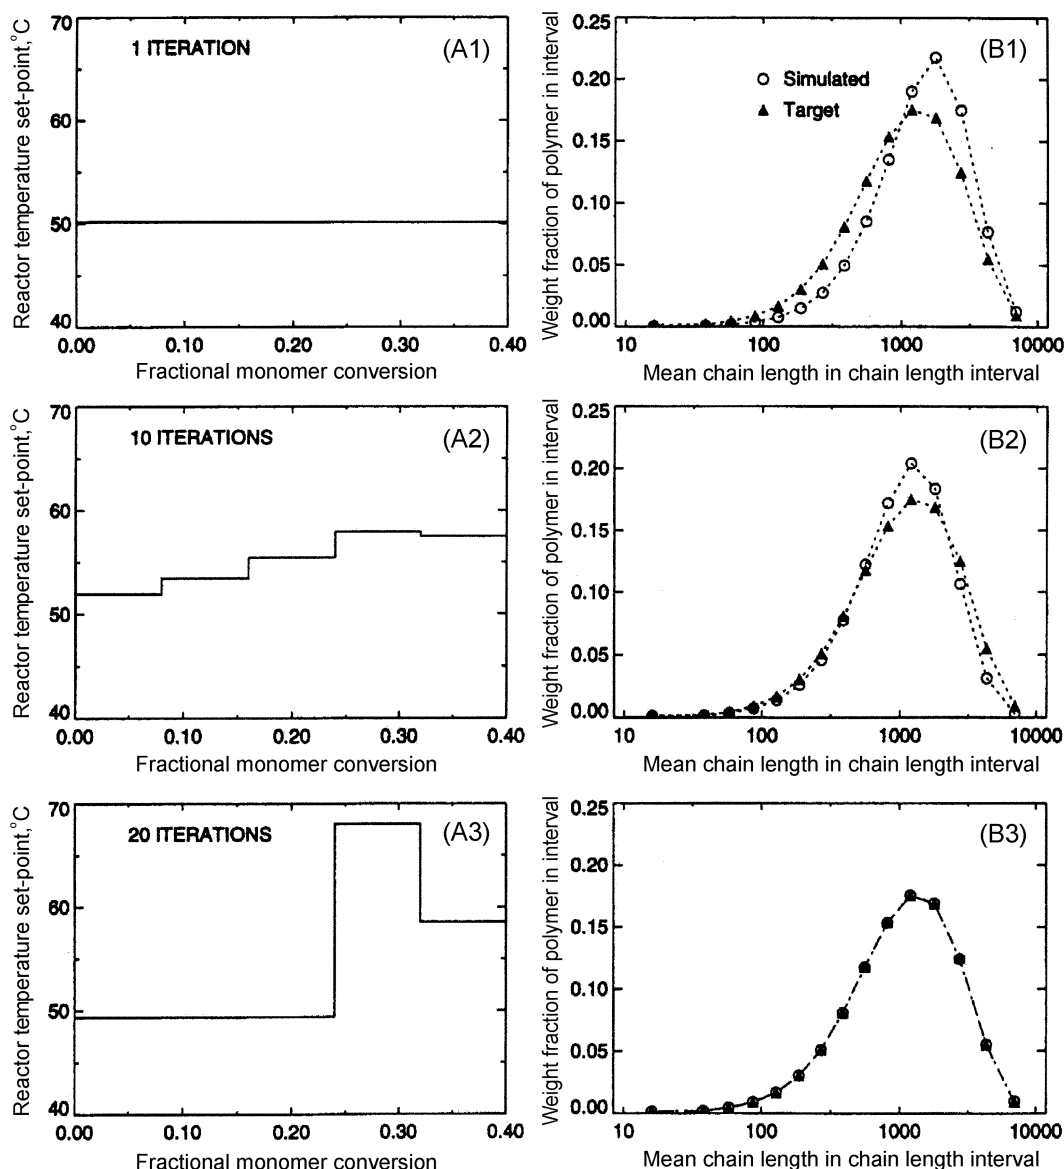 Reactor temperature set-point,°C
70
60
50
40
1 ITERATION
(A1)
0.00
0.10
0.20
0.30
0.40
Fractional monomer conversion
Weight fraction of polymer in interval
0.25
0.20
0.15
0.10
0.05
0.00
(B1)
Simulated
Target
10
100
1000
10000
Mean chain length in chain length interval
Reactor temperature set-point,°C
70
60
50
40
10 ITERATIONS
(A2)
0.00
0.10
0.20
0.30
0.40
Fractional monomer conversion
Weight fraction of polymer in interval
0.25
0.20
0.15
0.10
0.05
0.00
(B2)
10
100
1000
10000
Mean chain length in chain length interval
Reactor temperature set-point,°C
70
60
50
40
20 ITERATIONS
(A3)
0.00
0.10
0.20
0.30
0.40
Fractional monomer conversion
Weight fraction of polymer in interval
0.25
0.20
0.15
0.10
0.05
0.00
(B3)
10
100
1000
10000
Mean chain length in chain length interval